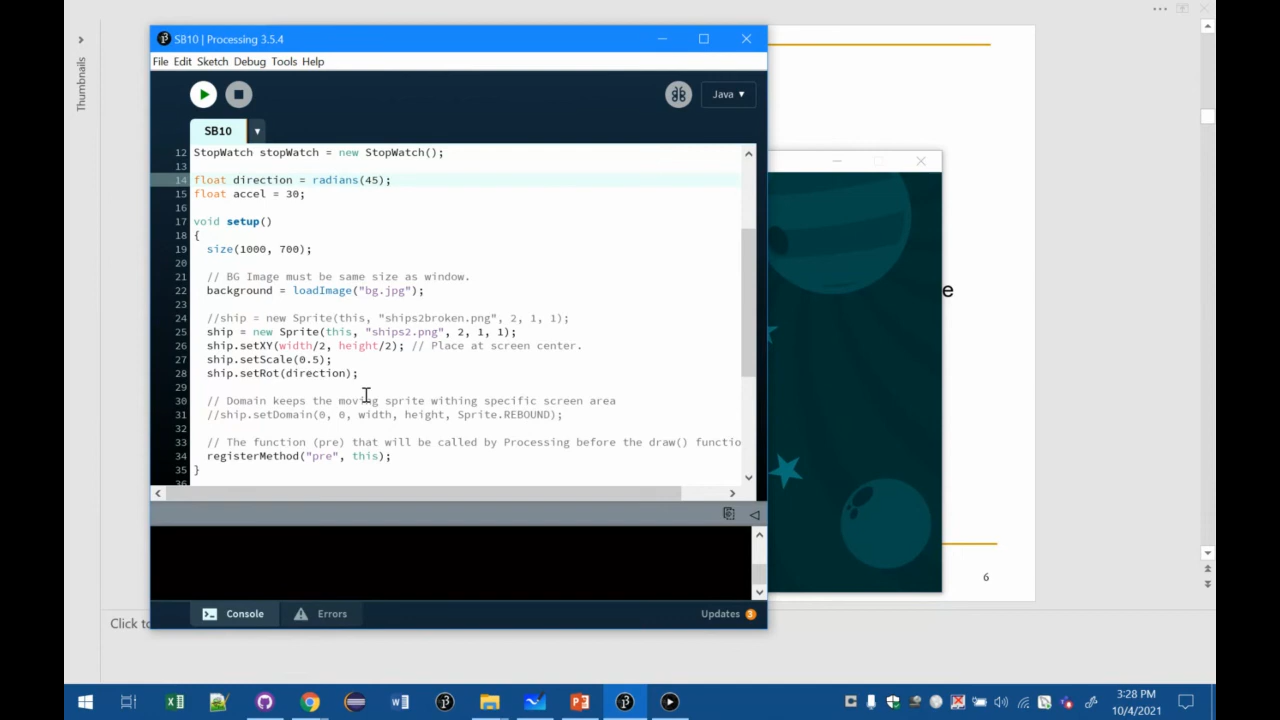 Thumbnails
SB10 | Processing 3.5.4
File Edit Sketch Debug Tools Help
Java ▾
SB10
12 StopWatch stopWatch = new StopWatch();
13
14 float direction = radians(45);
15 float accel = 30;
16
17 void setup()
18 {
19 size(1000, 700);
20
21 // BG Image must be same size as window.
22 background = loadImage("bg.jpg");
23
24 //ship = new Sprite(this, "ships2broken.png", 2, 1, 1);
25 ship = new Sprite(this, "ships2.png", 2, 1, 1);
26 ship.setXY(width/2, height/2); // Place at screen center.
27 ship.setScale(0.5);
28 ship.setRot(direction);
29
30 // Domain keeps the moving sprite withing specific screen area
31 //ship.setDomain(0, 0, width, height, Sprite.REBOUND);
32
33 // The function (pre) that will be called by Processing before the draw() functio
34 registerMethod("pre", this);
35 }
36
e
6
Console Errors Updates 3
Click to
3:28 PM
10/4/2021